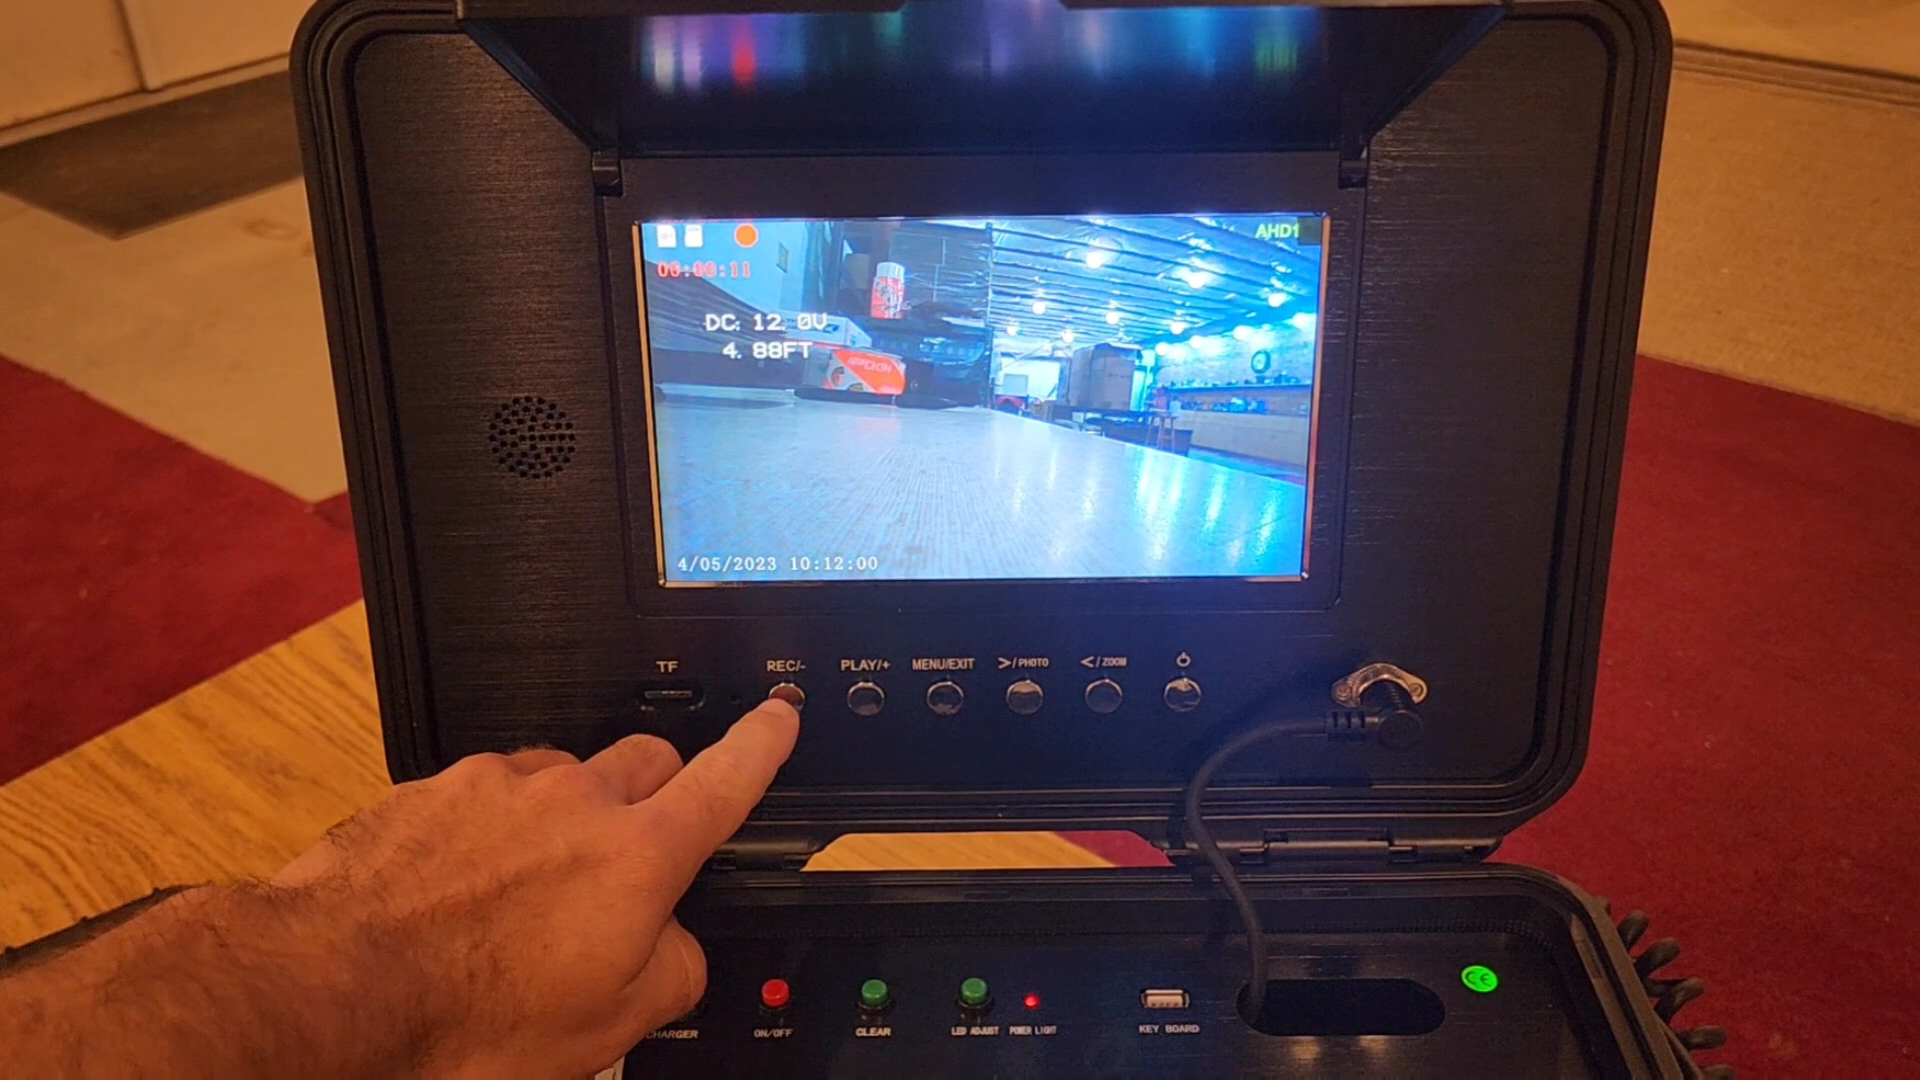 AHD1
00:00:11
DC: 12. 0V
4. 88FT
4/05/2023 10:12:00
TF
REC/-
PLAY/+
MENU/EXIT
>/PHOTO
</ZOOM
CHARGER
ON/OFF
CLEAR
LED ADJUST
POWER LIGHT
KEY BOARD
CE